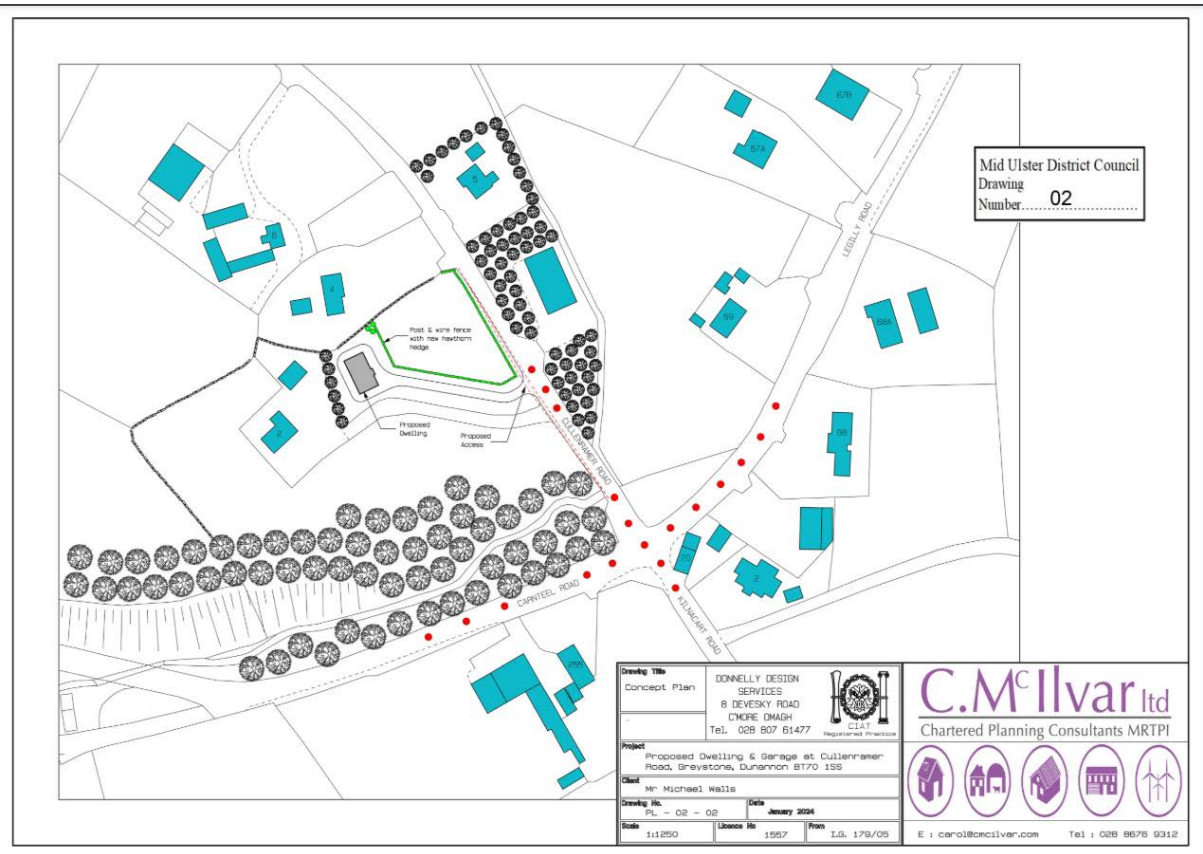 Mid Ulster District Council
Drawing
Number 02
67B
67A
5
LEGILLY ROAD
6
4
69
68A
Post & wire fence
with new hawthorn
hedge
2
Proposed
Dwelling
Proposed
Access
CULLENRAMER ROAD
68
70
2
CARNTEEL ROAD
KILNACART ROAD
Drawing Title
Concept Plan
DONNELLY DESIGN
SERVICES
8 DEVESKY ROAD
C'MORE OMAGH
Tel. 028 807 61477
CIAT
Registered Practice
Project
Proposed Dwelling & Garage at Cullenramer
Road, Greystone, Dunannon BT70 1SS
Client
Mr Michael Walls
Drawing No.
PL - 02 - 02
Date
January 2024
Scale
1:1250
Licence No
1557
From
I.G. 179/05
C.McIlvar ltd
Chartered Planning Consultants MRTPI
E : carol@cmcilvar.com Tel : 028 8676 9312